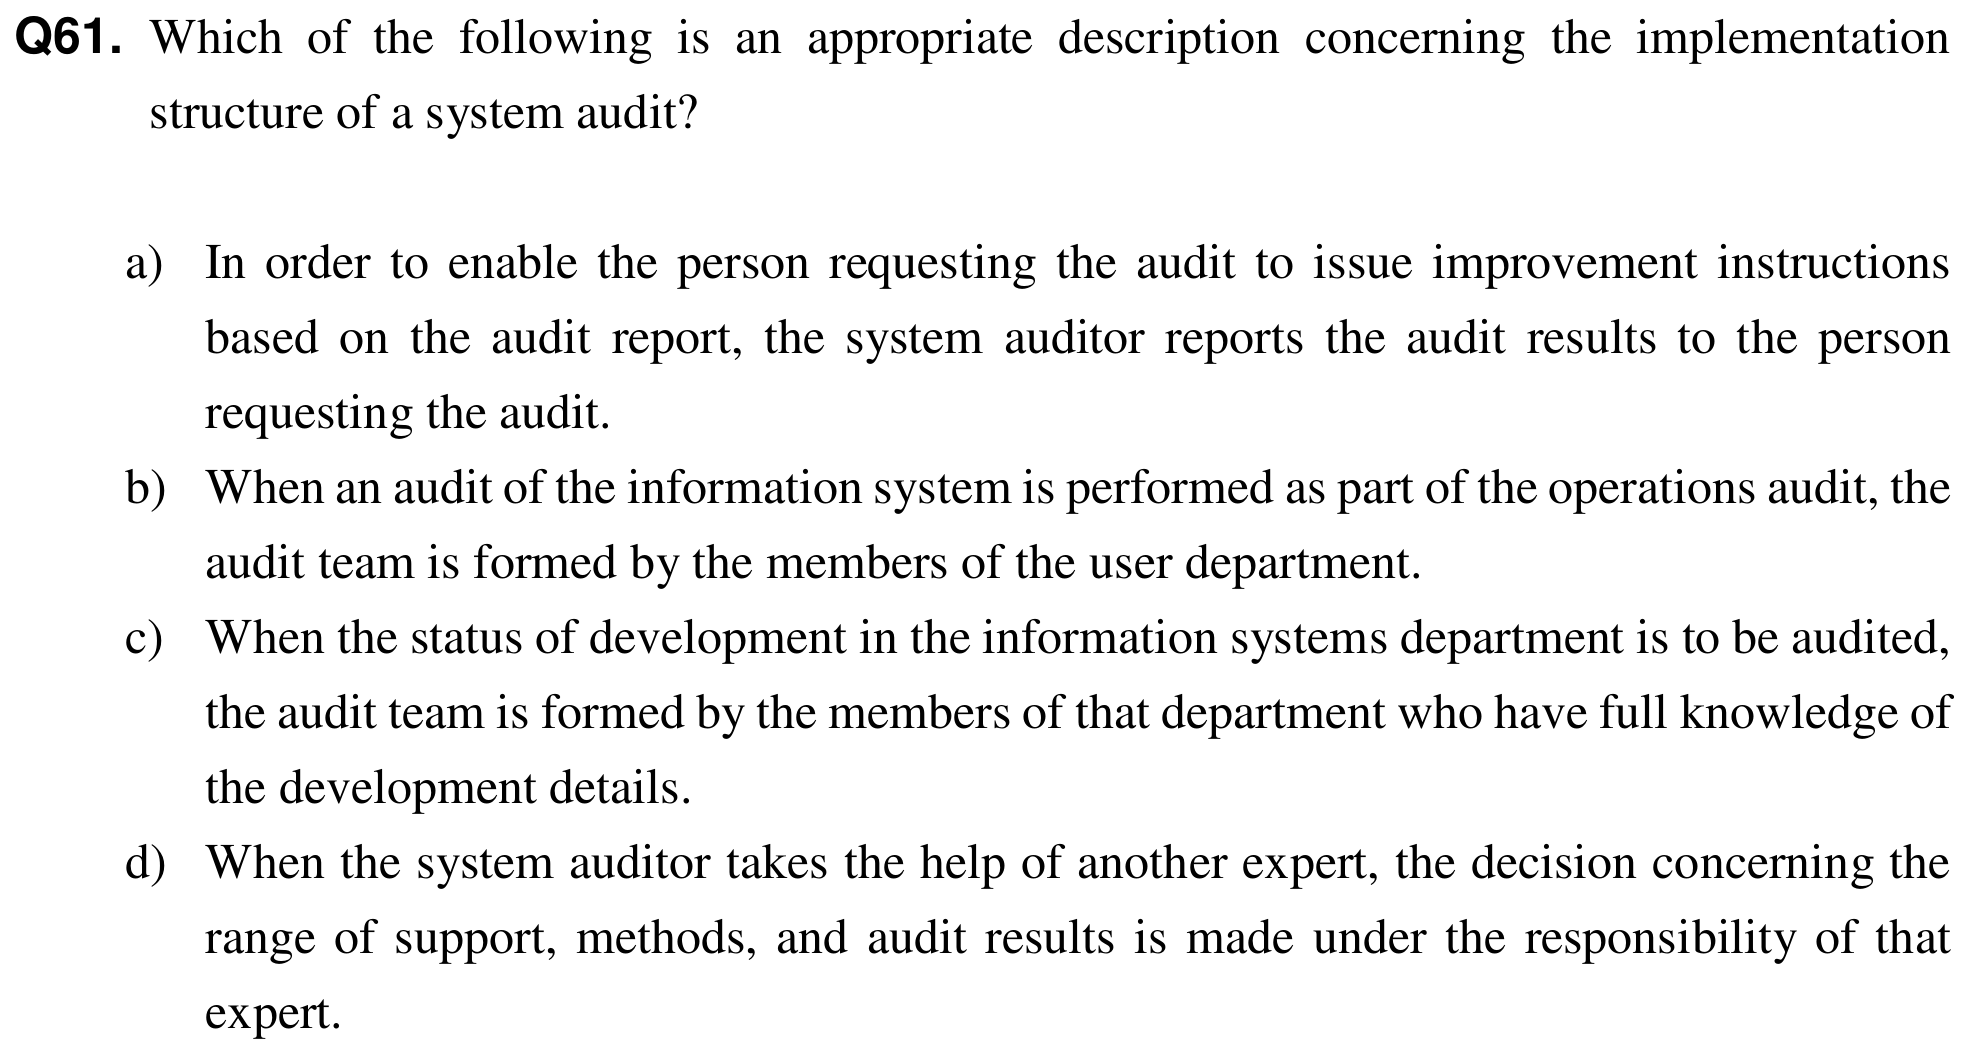 Q61. Which of the following is an appropriate description concerning the implementation
structure of a system audit?
a) In order to enable the person requesting the audit to issue improvement instructions
based on the audit report, the system auditor reports the audit results to the person
requesting the audit.
b) When an audit of the information system is performed as part of the operations audit, the
audit team is formed by the members of the user department.
c) When the status of development in the information systems department is to be audited,
the audit team is formed by the members of that department who have full knowledge of
the development details.
d) When the system auditor takes the help of another expert, the decision concerning the
range of support, methods, and audit results is made under the responsibility of that
expert.